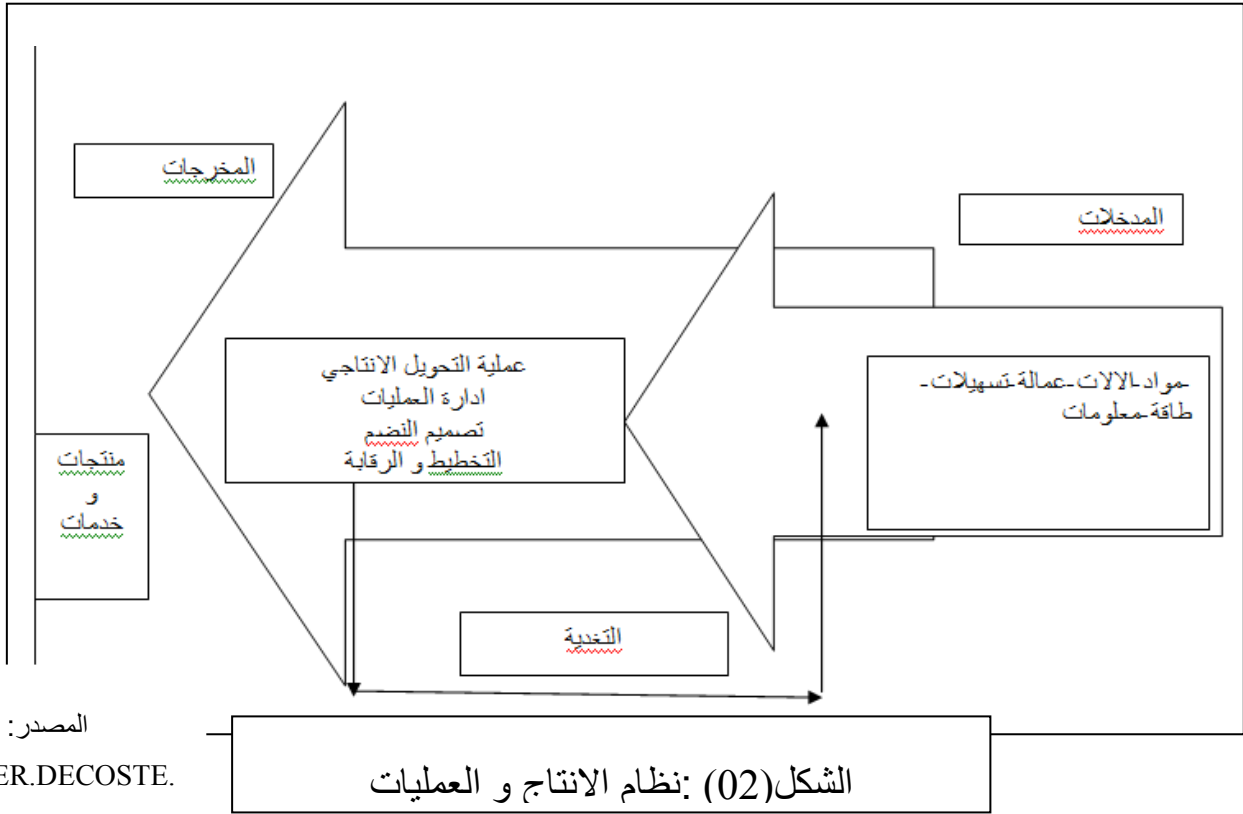 المدخلات
المخرجات
-مواد-الالات-عمالة-تسهيلات-
طاقة-معلومات
عملية التحويل الانتاجي
ادارة العمليات
تصميم النضم
التخطيط و الرقابة
منتجات
و
خدمات
التغدية
الشكل(02) :نظام الانتاج و العمليات
المصدر:
ER.DECOSTE.